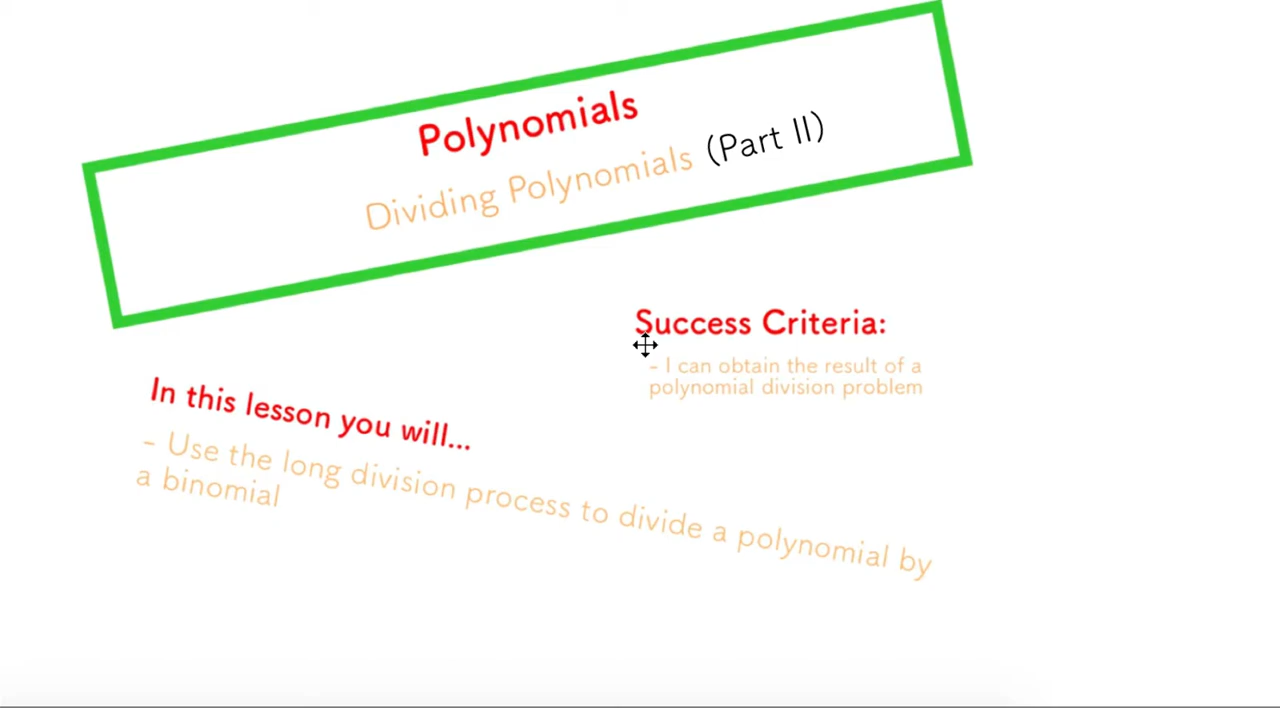 Polynomials
Dividing Polynomials (Part II)
Success Criteria:
- I can obtain the result of a
polynomial division problem
In this lesson you will...
- Use the long division process to divide a polynomial by
a binomial